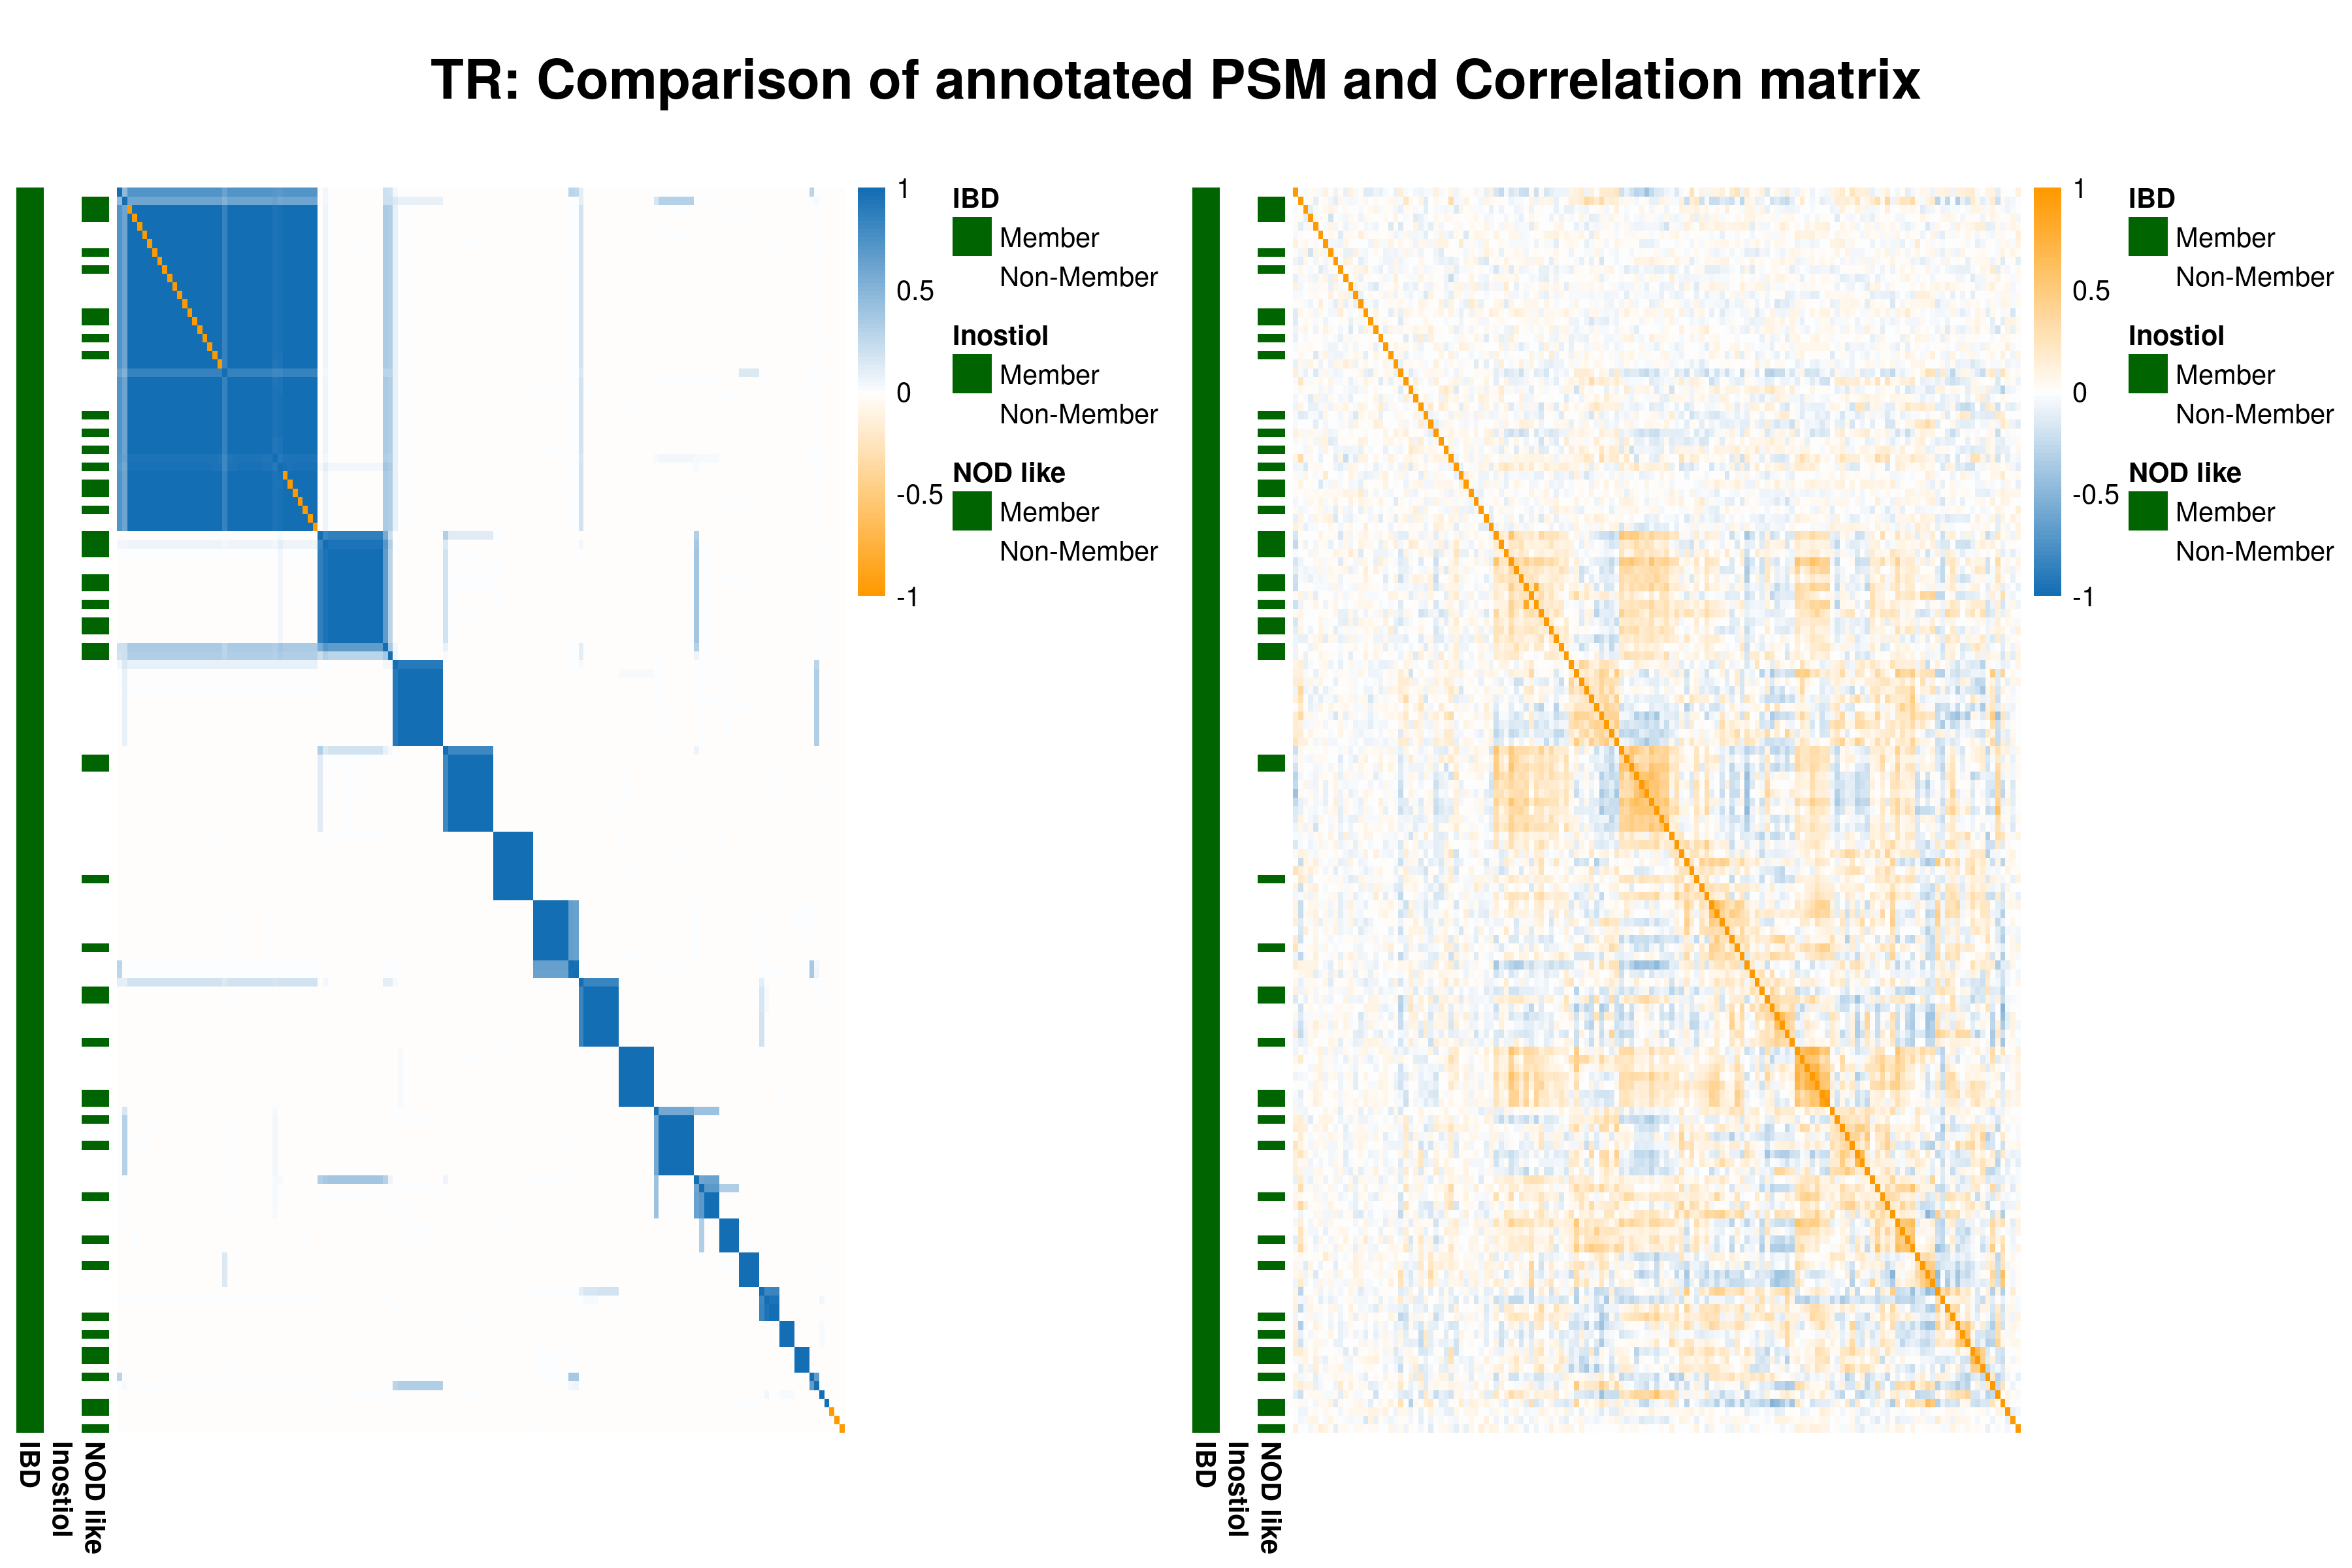 TR: Comparison of annotated PSM and Correlation matrix
1
0.5
0
-0.5
-1
IBD
Member
Non-Member
Inostiol
Member
Non-Member
NOD like
Member
Non-Member
IBD
Inostiol
NOD like
1
0.5
0
-0.5
-1
IBD
Member
Non-Member
Inostiol
Member
Non-Member
NOD like
Member
Non-Member
IBD
Inostiol
NOD like